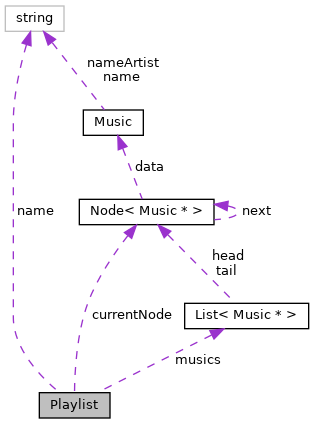 string
nameArtist
name
Music
data
name
Node< Music * >
next
head
tail
currentNode
List< Music * >
musics
Playlist